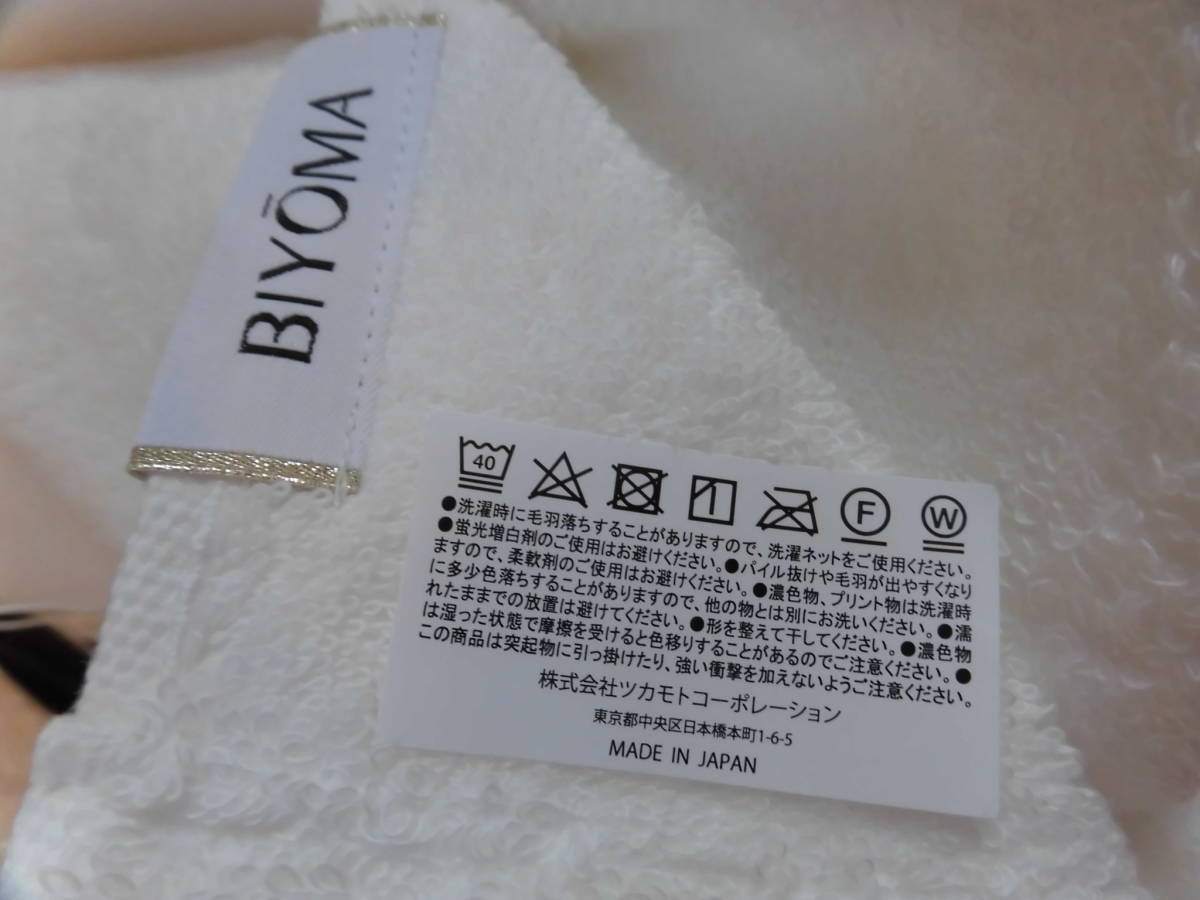 BIYŌMA
40
F
W
●洗濯時に毛羽落ちすることがありますので、洗濯ネットをご使用ください。
●蛍光増白剤のご使用はお避けください。●パイル抜けや毛羽が出やすくなり
ますので、柔軟剤のご使用はお避けください。●濃色物、プリント物は洗濯時
に多少色落ちすることがありますので、他の物とは別にお洗いください。●濡
れたままでの放置は避けてください。●形を整えて干してください。●濃色物
は湿った状態で摩擦を受けると色移りすることがあるのでご注意ください。●
この商品は突起物に引っ掛けたり、強い衝撃を加えないようご注意ください。
株式会社ツカモトコーポレーション
東京都中央区日本橋本町1-6-5
MADE IN JAPAN